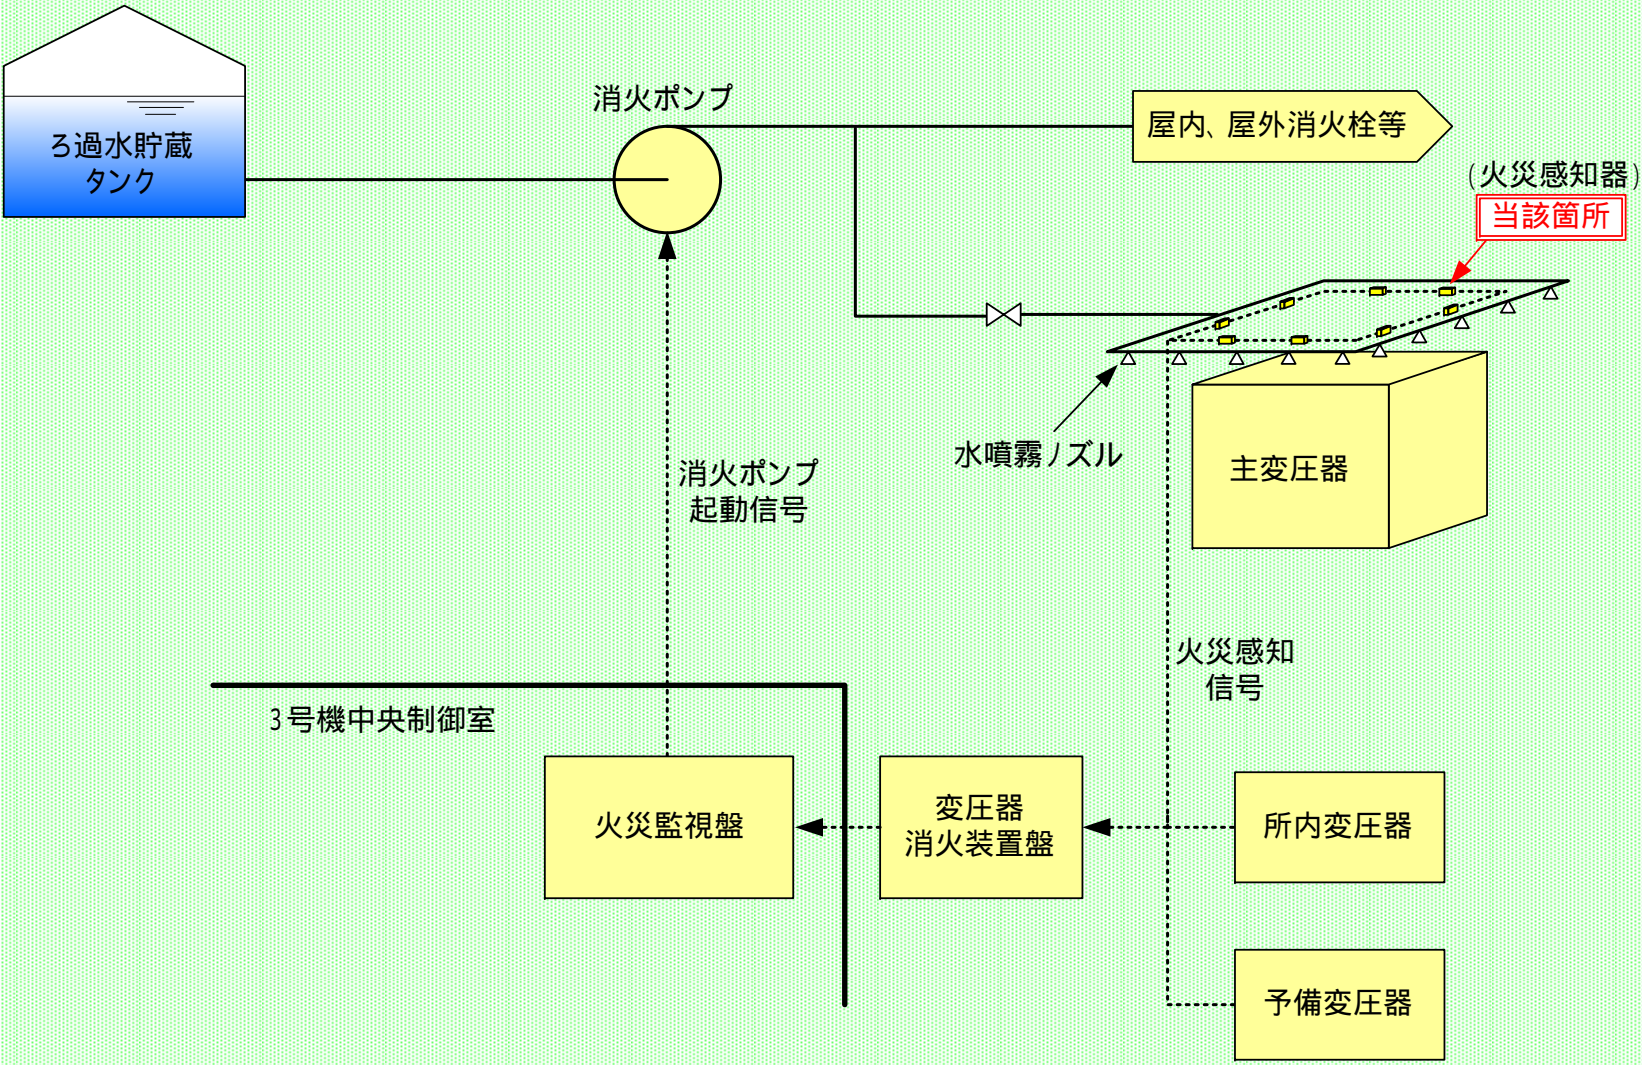 消火ポンプ
屋内、屋外消火栓等
ろ過水貯蔵
タンク
(火災感知器)
当該箇所
水噴霧ノズル
主変圧器
消火ポンプ
起動信号
火災感知
信号
3号機中央制御室
火災監視盤
変圧器
消火装置盤
所内変圧器
予備変圧器